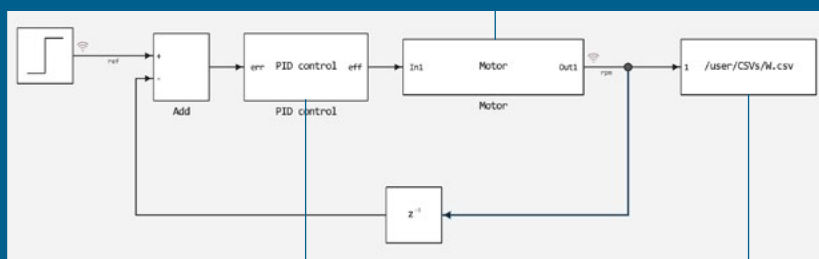 ref
+
-
Add
err PID control eff
PID control
In1 Motor Out1
Motor
rpm
1 /user/CSVs/W.csv
z⁻¹